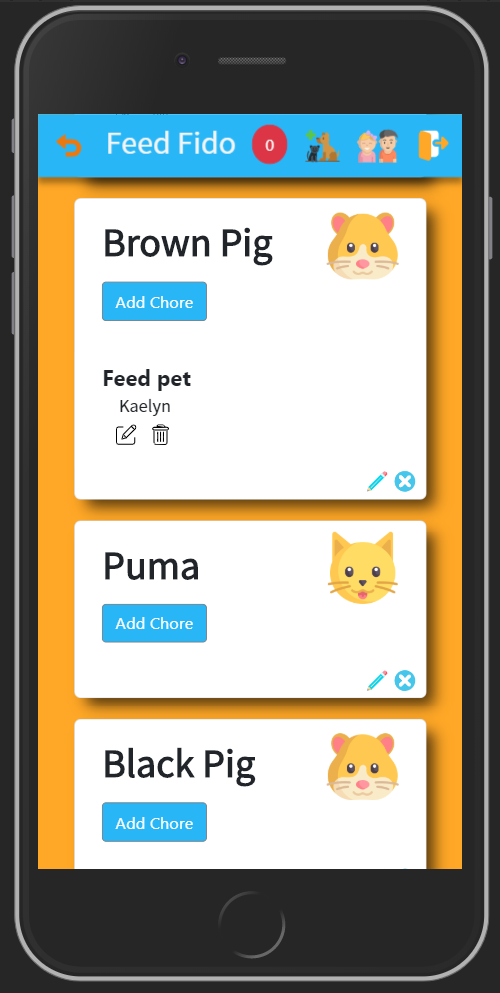 Feed Fido 0
Brown Pig
Add Chore
Feed pet
Kaelyn
Puma
Add Chore
Black Pig
Add Chore